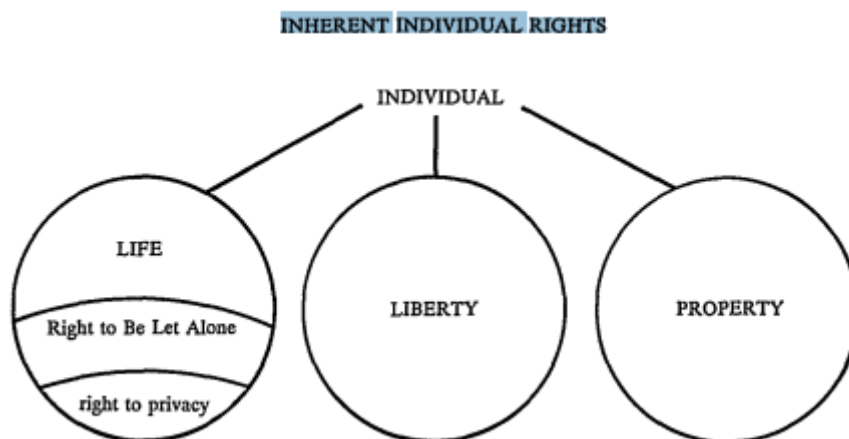 INHERENT INDIVIDUAL RIGHTS
INDIVIDUAL
LIFE
Right to Be Let Alone
right to privacy
LIBERTY
PROPERTY